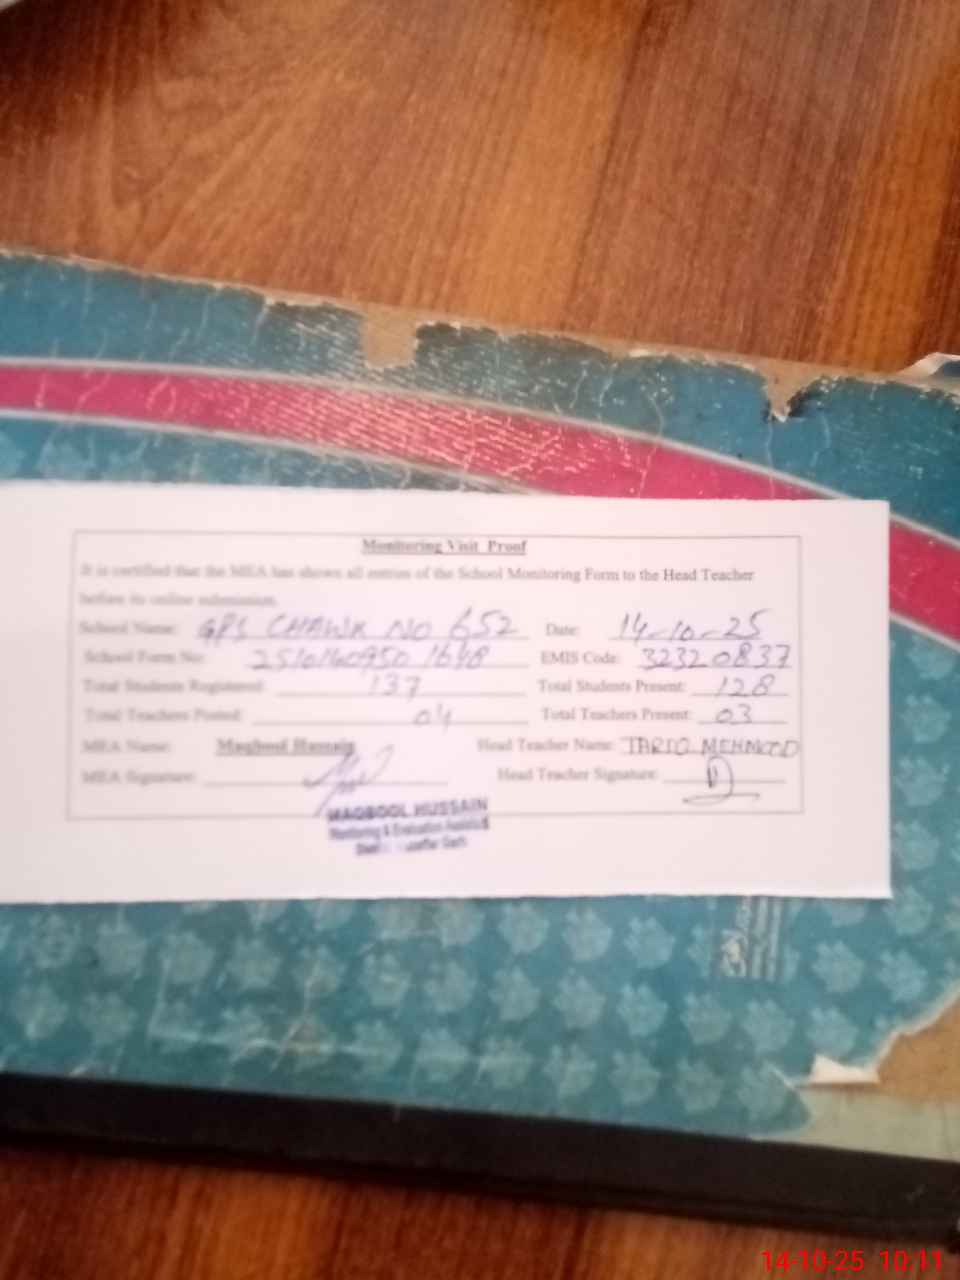 Monitoring Visit Proof
It is certified that the MEA has shown all entries of the School Monitoring Form to the Head Teacher
before its online submission.
School Name: GPS CHAWK NO 652 Date: 14-10-25
School Form No: EMIS Code: 32320837
Total Students Registered: 137 Total Students Present: 128
Total Teachers Posted: 04 Total Teachers Present: 03
MEA Name: Maqbool Hussain Head Teacher Name: TARIQ MEHMOOD
MEA Signature: Head Teacher Signature:
MAQBOOL HUSSAIN
Monitoring & Evaluation Assistant
14-10-25 10:11